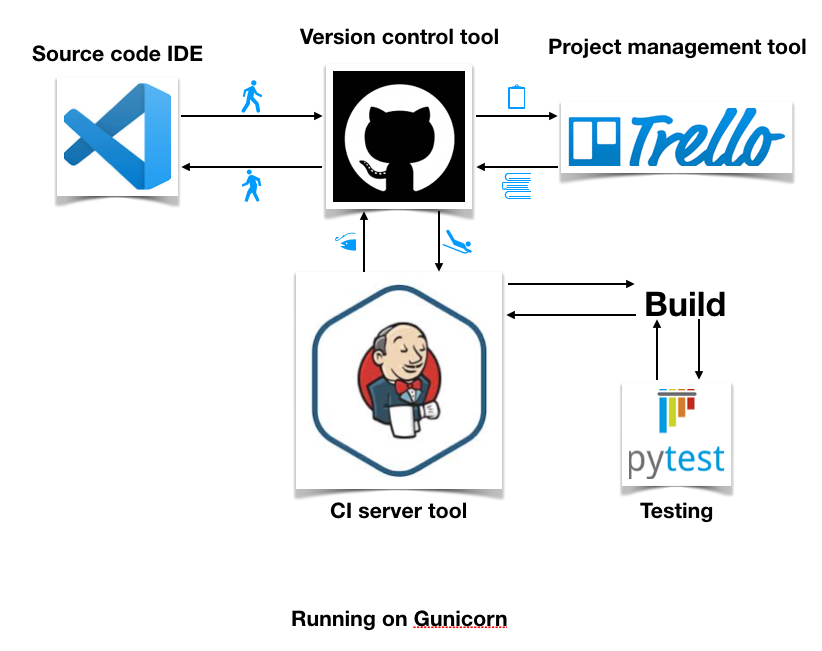 Source code IDE
Version control tool
Project management tool
Trello
Build
pytest
CI server tool
Testing
Running on Gunicorn